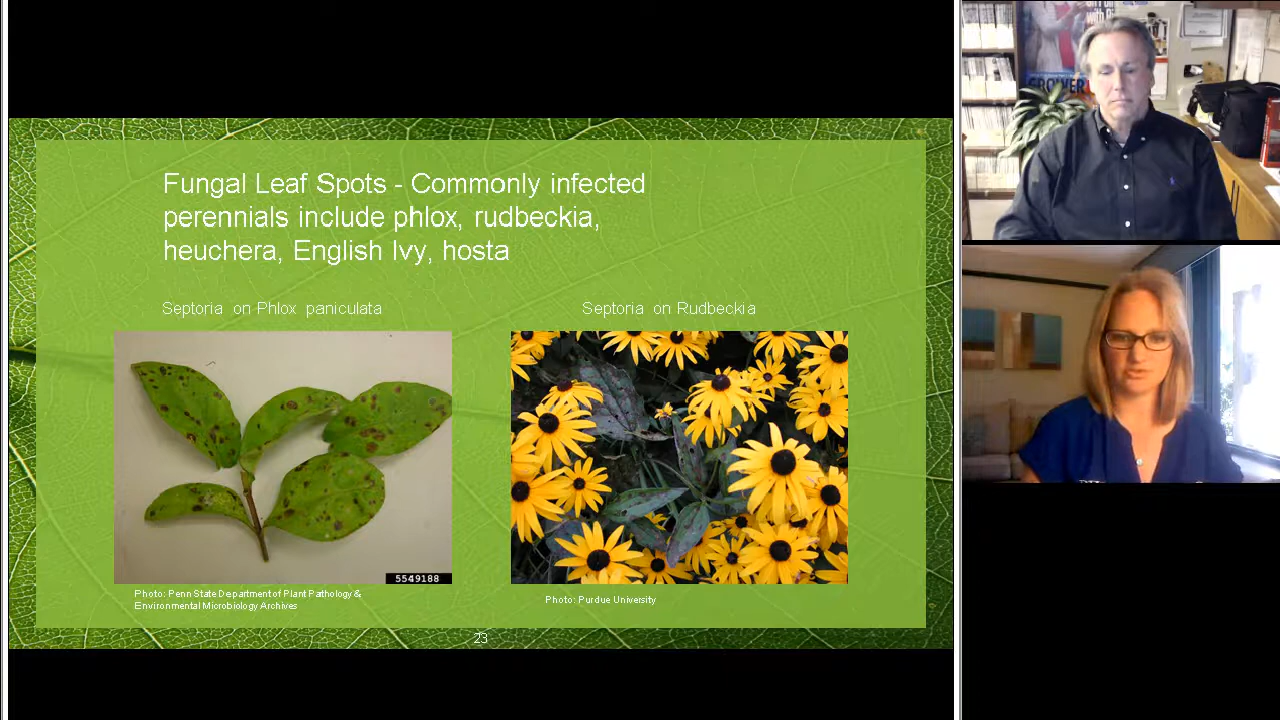 Fungal Leaf Spots - Commonly infected
perennials include phlox, rudbeckia,
heuchera, English Ivy, hosta
Septoria on Phlox paniculata
Septoria on Rudbeckia
5549188
Photo: Penn State Department of Plant Pathology &
Environmental Microbiology Archives
Photo: Purdue University
23
GROWER